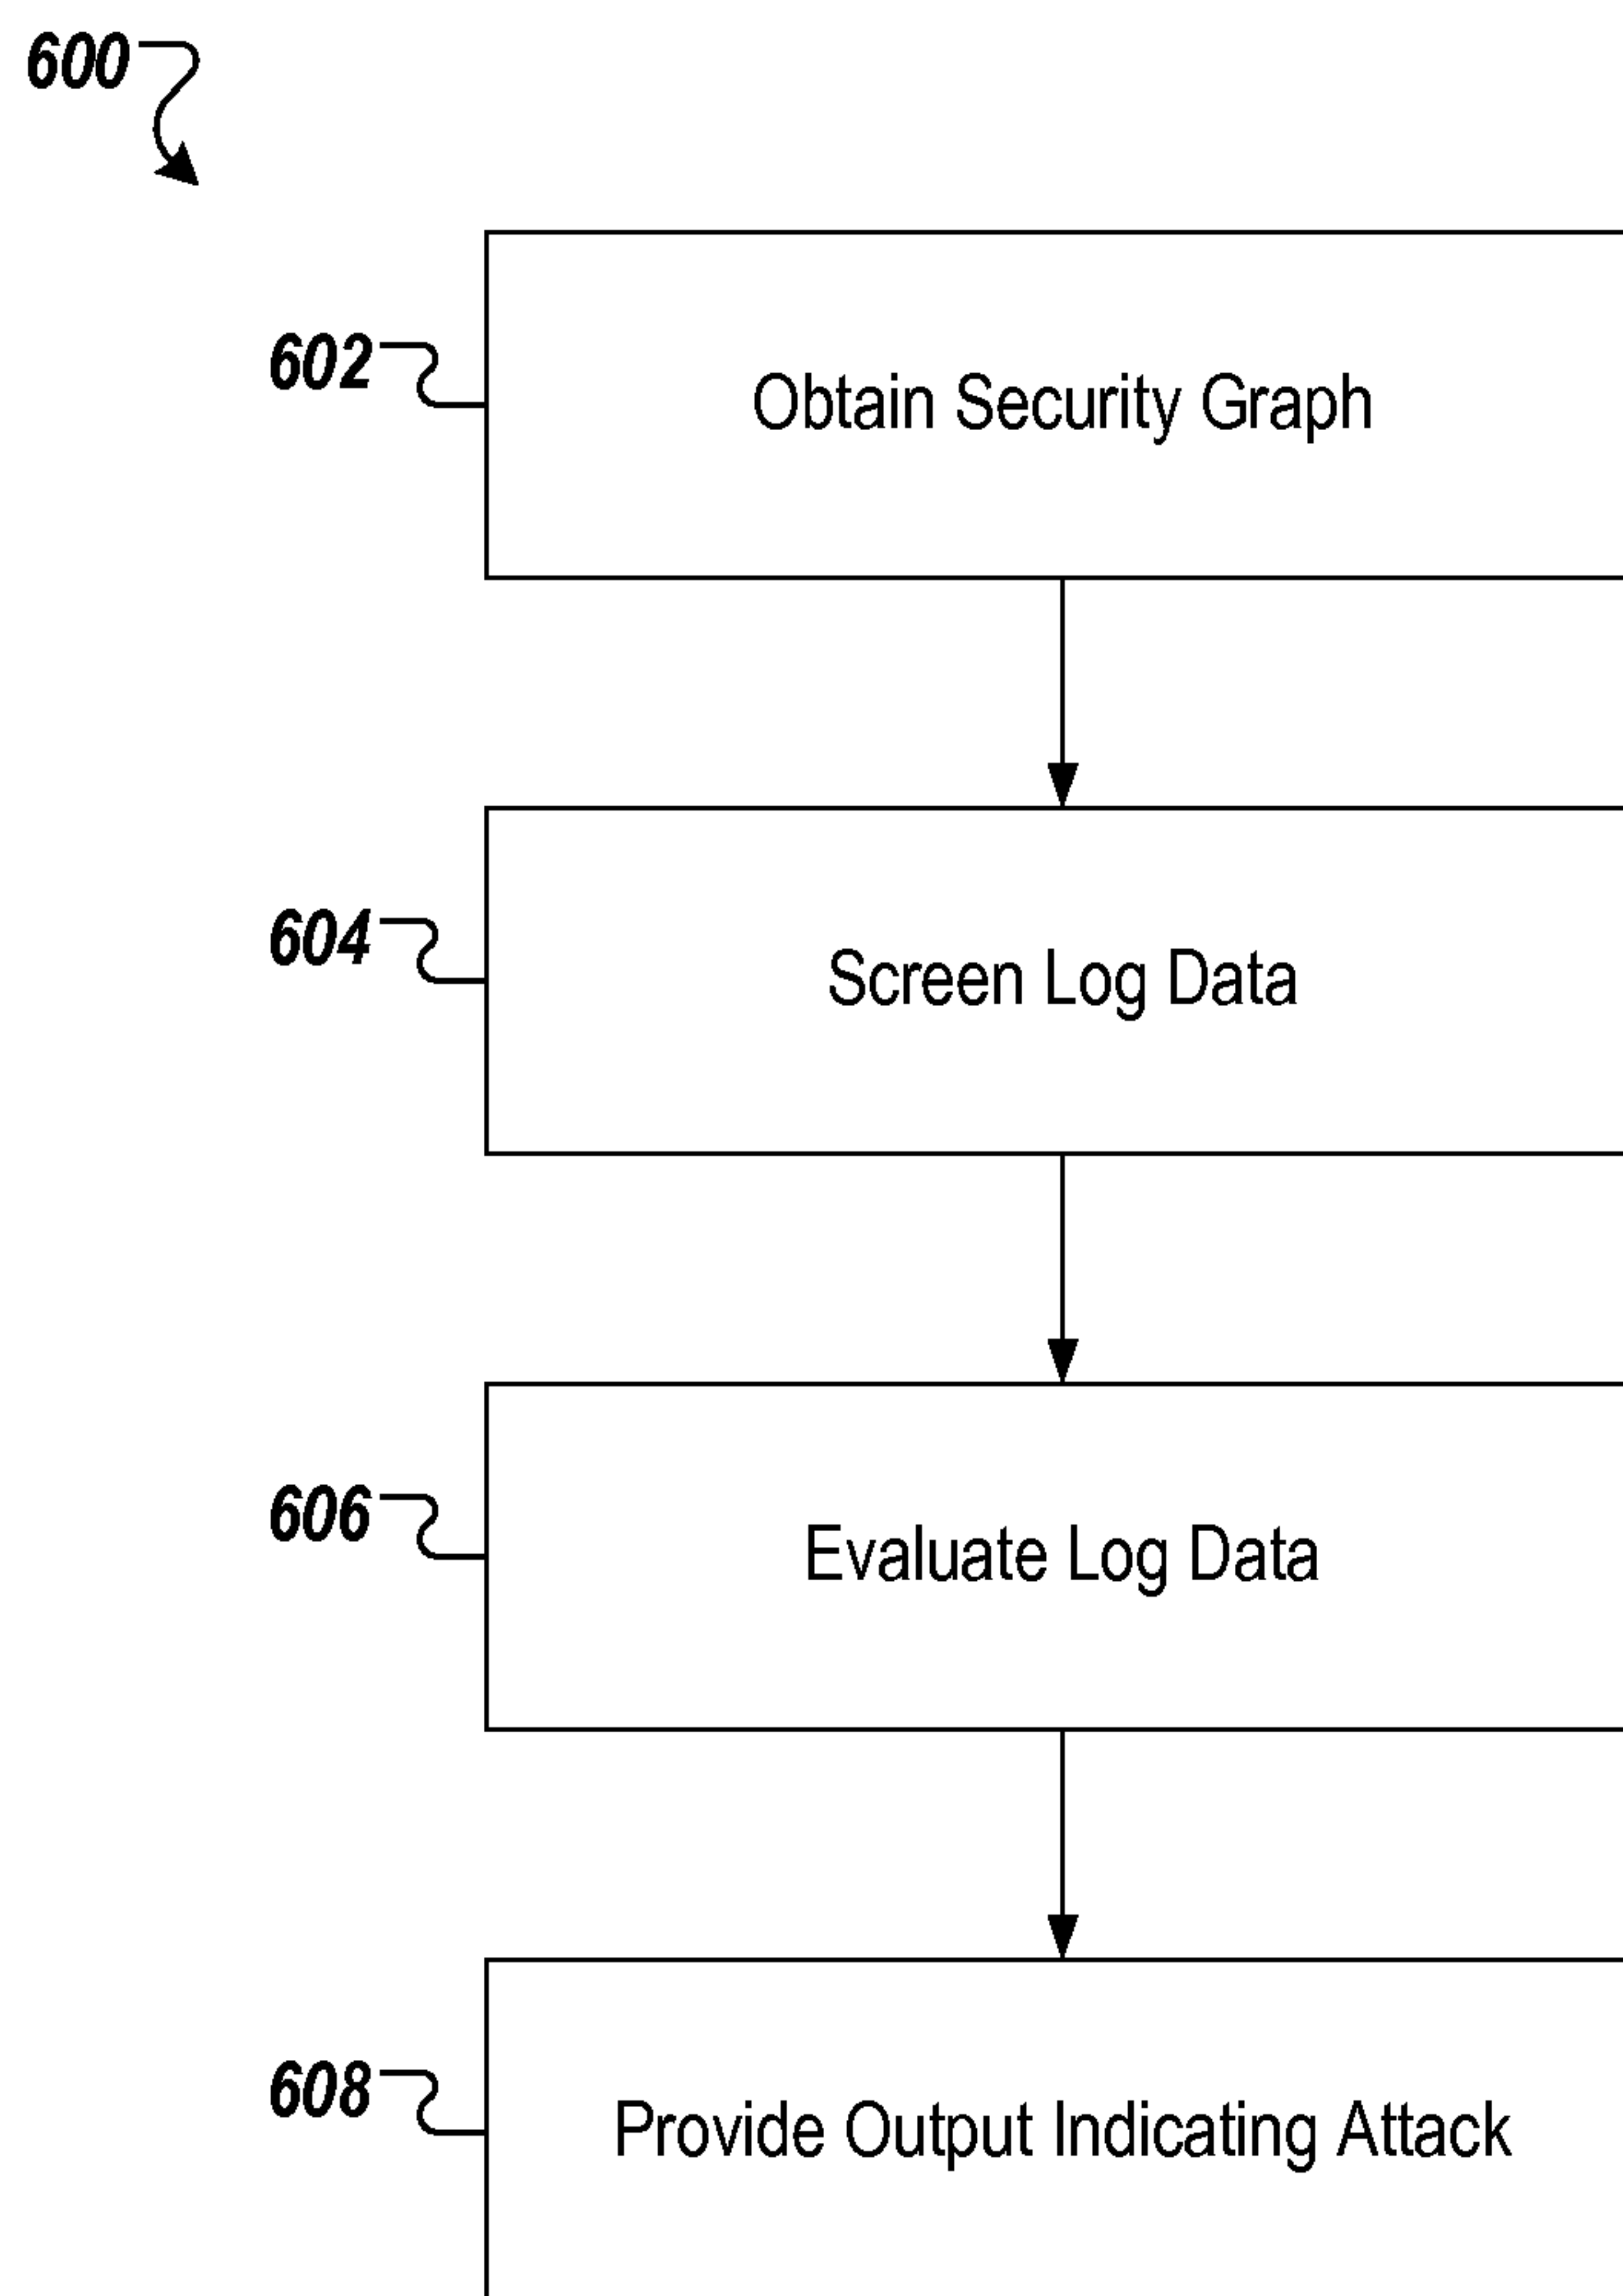 600
602
Obtain Security Graph
604
Screen Log Data
606
Evaluate Log Data
608
Provide Output Indicating Attack